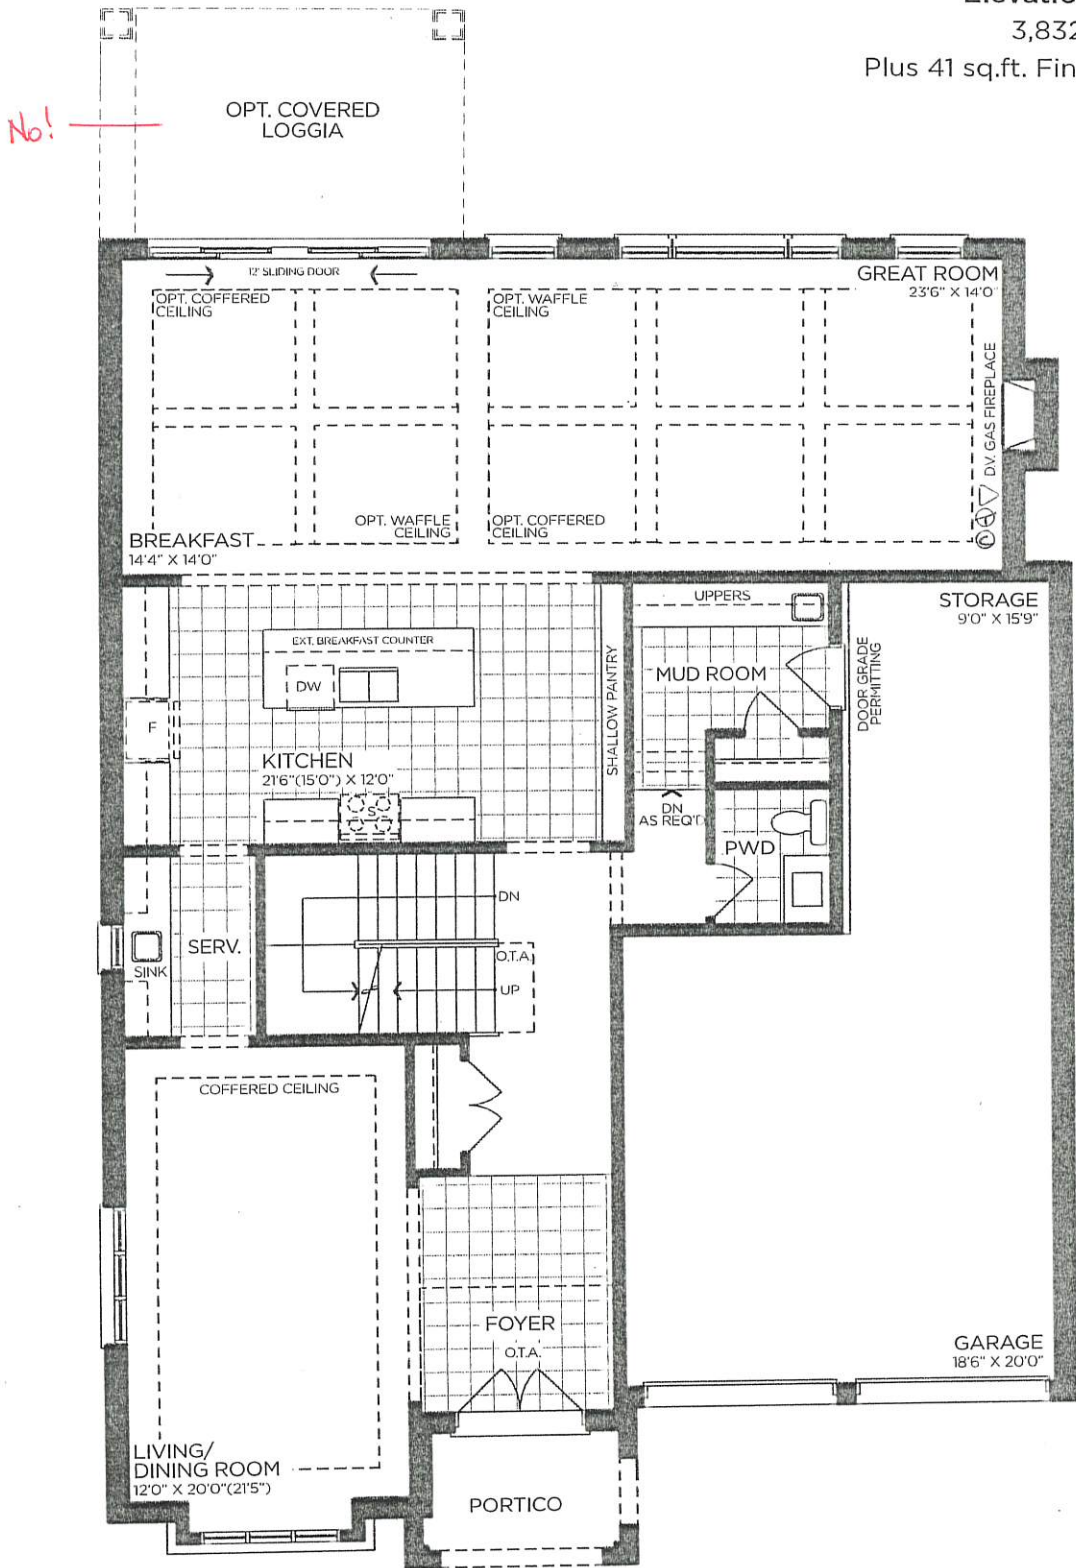 Elevatio
3,832
Plus 41 sq.ft. Fin
No!
OPT. COVERED
LOGGIA
12' SLIDING DOOR
OPT. COFFERED
CEILING
OPT. WAFFLE
CEILING
GREAT ROOM
23'6" X 14'0"
D.V. GAS FIREPLACE
OPT. WAFFLE
CEILING
OPT. COFFERED
CEILING
BREAKFAST
14'4" X 14'0"
UPPERS
STORAGE
9'0" X 15'9"
EXT. BREAKFAST COUNTER
DW
MUD ROOM
DOOR GRADE
PERMITTING
SHALLOW PANTRY
F
KITCHEN
21'6"(15'0") X 12'0"
S
DN
AS REQ'D
PWD
DN
SERV.
SINK
O.T.A.
UP
COFFERED CEILING
FOYER
O.T.A.
GARAGE
18'6" X 20'0"
LIVING/
DINING ROOM
12'0" X 20'0"(21'5")
PORTICO